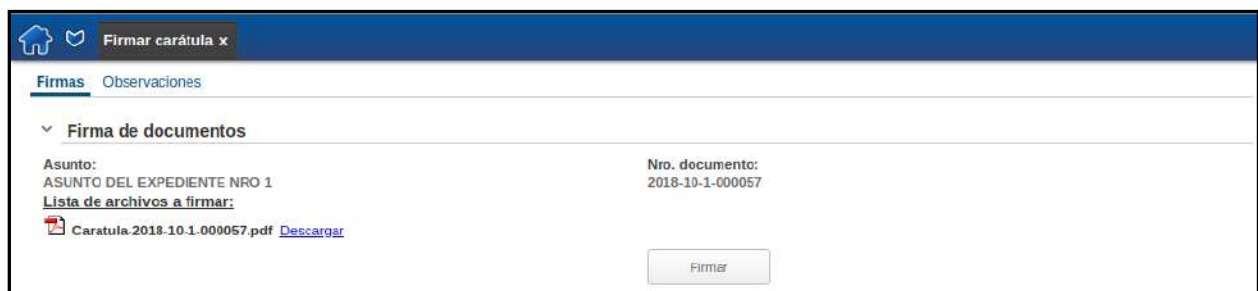 Firmar carátula x
Firmas Observaciones
Firma de documentos
Asunto: Nro. documento:
ASUNTO DEL EXPEDIENTE NRO 1 2018-10-1-000057
Lista de archivos a firmar:
Caratula-2018-10-1-000057.pdf Descargar
Firmar